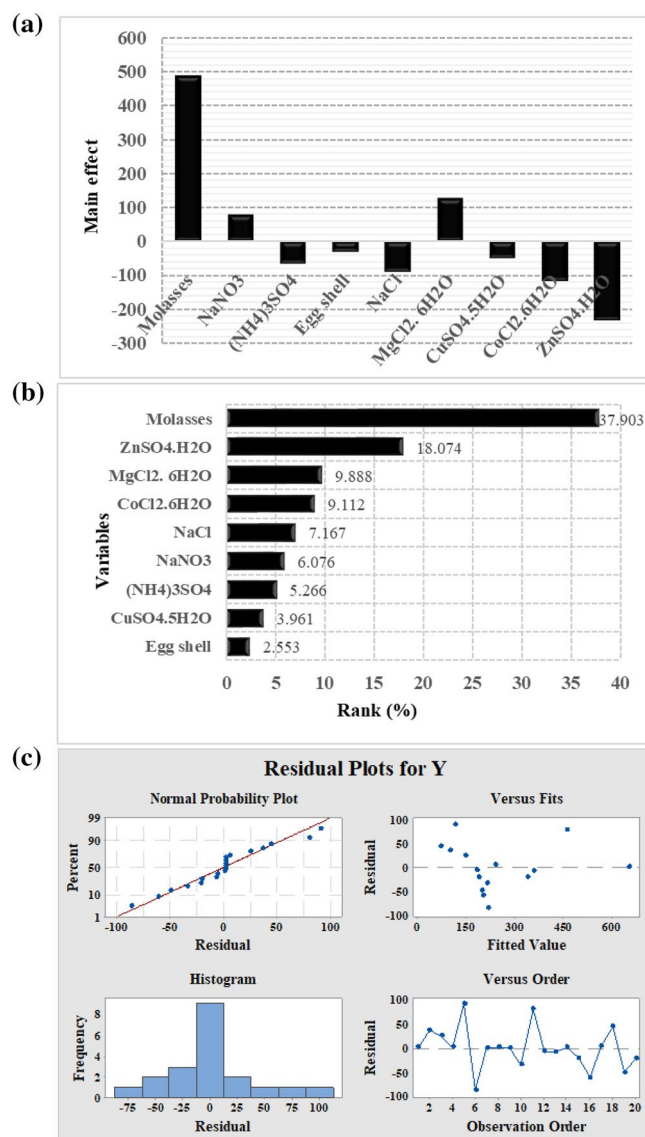 (a)
600
500
400
300
200
100
0
-100
-200
-300
Main effect
Molasses
NaNO3
(NH4)3SO4
Egg shell
NaCl
MgCl2. 6H2O
CuSO4.5H2O
CoCl2.6H2O
ZnSO4.H2O
(b)
Variables
Molasses 37.903
ZnSO4.H2O 18.074
MgCl2. 6H2O 9.888
CoCl2.6H2O 9.112
NaCl 7.167
NaNO3 6.076
(NH4)3SO4 5.266
CuSO4.5H2O 3.961
Egg shell 2.553
0 5 10 15 20 25 30 35 40
Rank (%)
(c)
Residual Plots for Y
Normal Probability Plot
Percent
99
90
50
10
1
-100 -50 0 50 100
Residual
Versus Fits
Residual
100
50
0
-50
-100
0 150 300 450 600
Fitted Value
Histogram
Frequency
8
6
4
2
0
-75 -50 -25 0 25 50 75 100
Residual
Versus Order
Residual
100
50
0
-50
-100
2 4 6 8 10 12 14 16 18 20
Observation Order